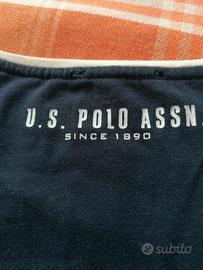 U.S. POLO ASSN.
SINCE 1890
subito